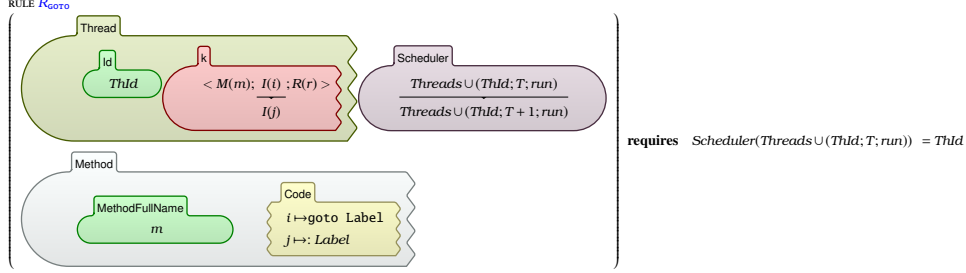 RULE R_GOTO
Thread
Id
ThId
k
< M(m); I(i) ; R(r) >
I(j)
Scheduler
Threads ∪ (ThId; T; run)
Threads ∪ (ThId; T + 1; run)
requires Scheduler(Threads ∪ (ThId; T; run)) = ThId
Method
MethodFullName
m
Code
i ↦ goto Label
j ↦: Label